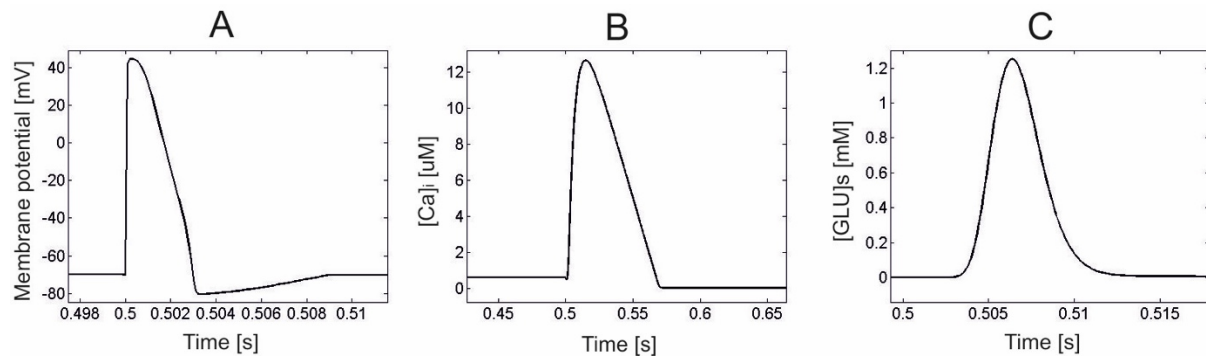 A
Membrane potential [mV]
40
20
0
-20
-40
-60
-80
0.498 0.5 0.502 0.504 0.506 0.508 0.51
Time [s]
B
[Ca]i [uM]
12
10
8
6
4
2
0
0.45 0.5 0.55 0.6 0.65
Time [s]
C
[GLU]s [mM]
1.2
1
0.8
0.6
0.4
0.2
0
0.5 0.505 0.51 0.515
Time [s]